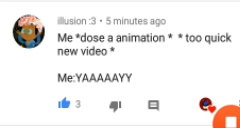 illusion :3 • 5 minutes ago
Me *dose a animation * * too quick
new video *
Me:YAAAAAYY
3